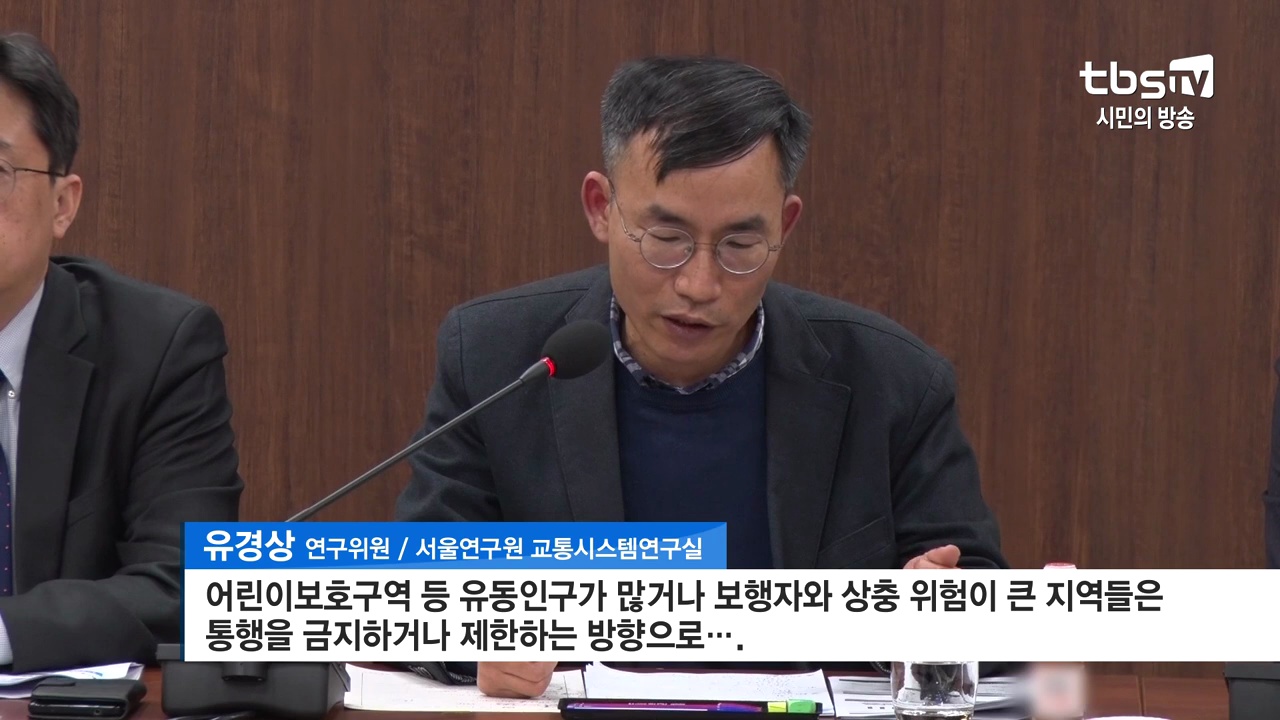 tbsTV
시민의 방송
유경상 연구위원 / 서울연구원 교통시스템연구실
어린이보호구역 등 유동인구가 많거나 보행자와 상충 위험이 큰 지역들은
통행을 금지하거나 제한하는 방향으로….